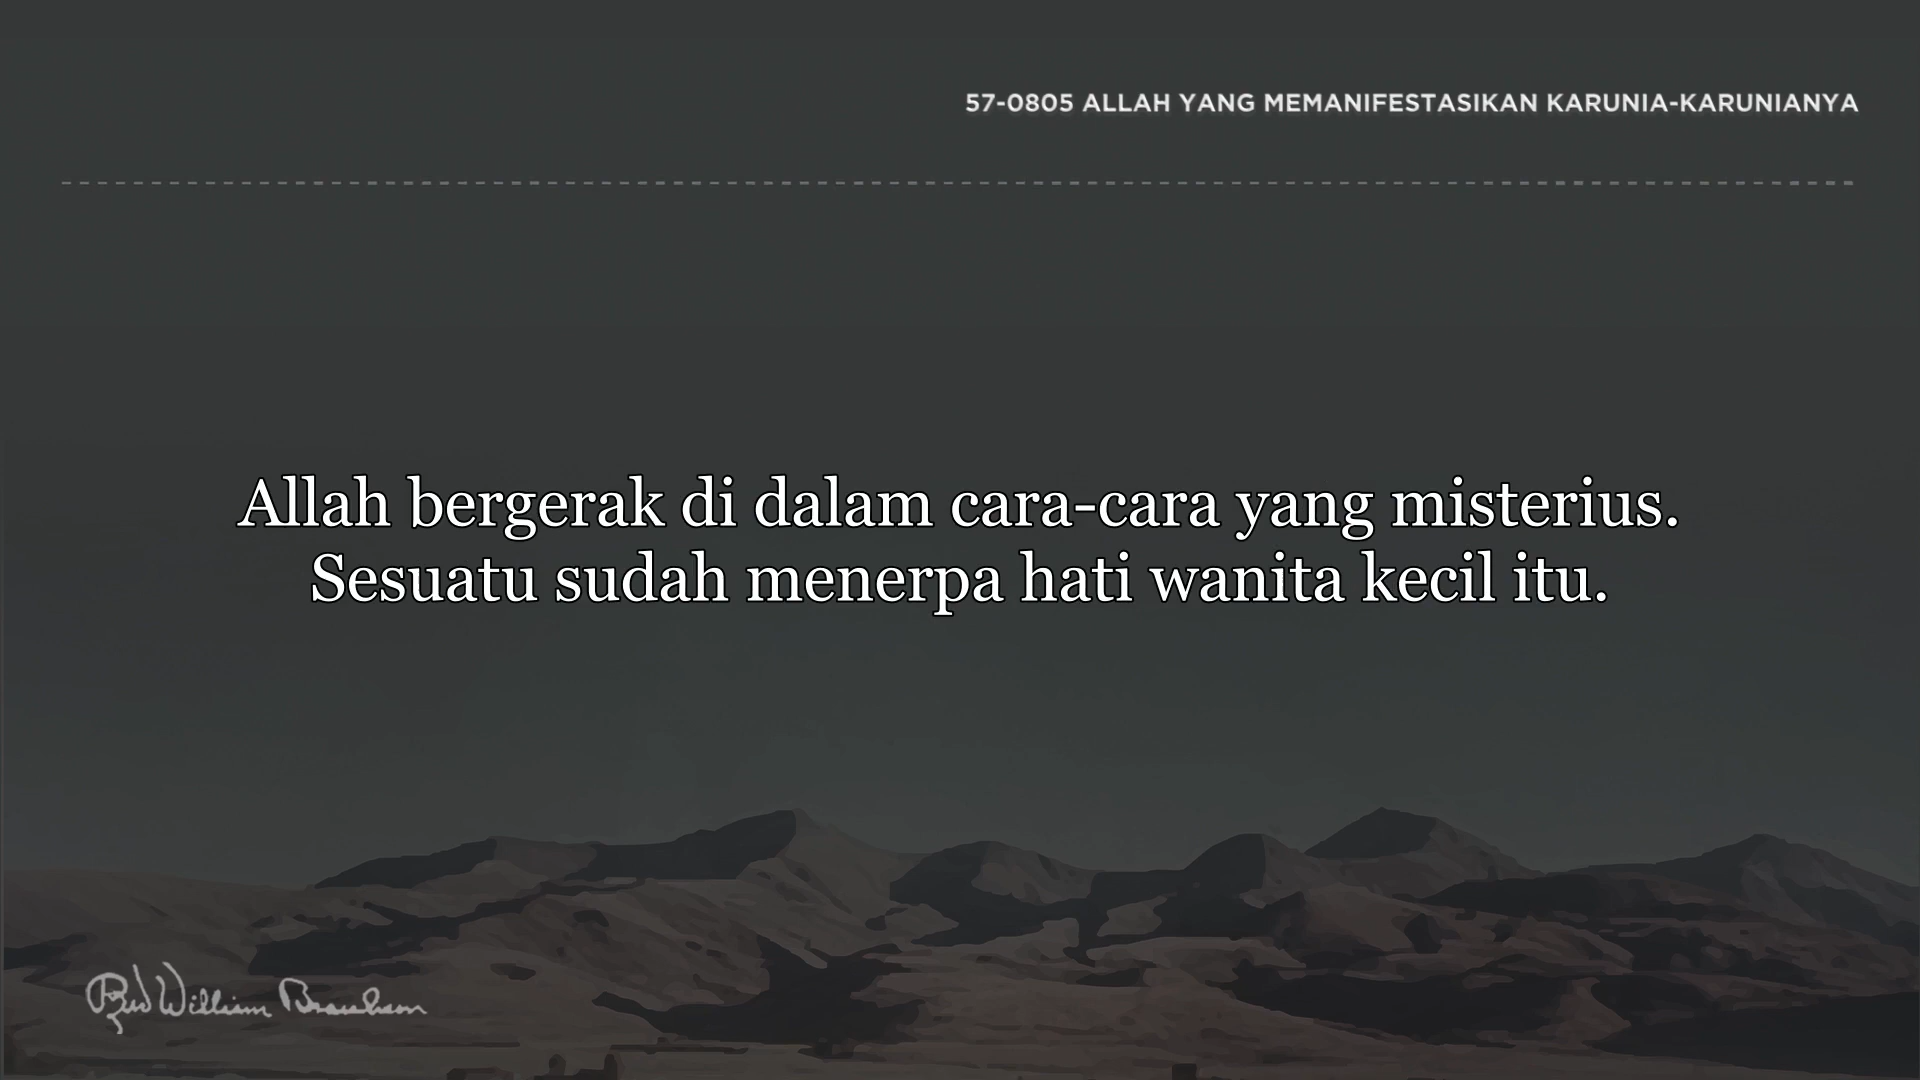 57-0805 ALLAH YANG MEMANIFESTASIKAN KARUNIA-KARUNIANYA
Allah bergerak di dalam cara-cara yang misterius.
Sesuatu sudah menerpa hati wanita kecil itu.
Rev William Branham